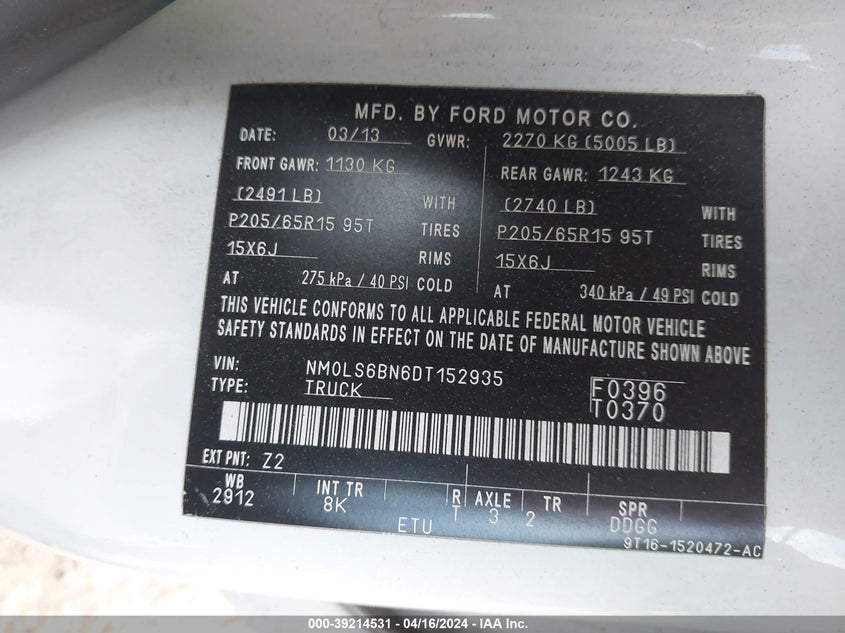 MFD. BY FORD MOTOR CO.
DATE: 03/13 GVWR: 2270 KG (5005 LB)
FRONT GAWR: 1130 KG REAR GAWR: 1243 KG
(2491 LB) WITH (2740 LB) WITH
P205/65R15 95T TIRES P205/65R15 95T TIRES
15X6J RIMS 15X6J RIMS
AT 275 kPa / 40 PSI COLD AT 340 kPa / 49 PSI COLD
THIS VEHICLE CONFORMS TO ALL APPLICABLE FEDERAL MOTOR VEHICLE
SAFETY STANDARDS IN EFFECT ON THE DATE OF MANUFACTURE SHOWN ABOVE
VIN: NM0LS6BN6DT152935 F0396
TYPE: TRUCK T0370
EXT PNT: Z2
WB INT TR R AXLE TR SPR
2912 8K T 3 2 DDGG
ETU 9T16-1520472-AC
000-39214531 - 04/16/2024 - IAA Inc.